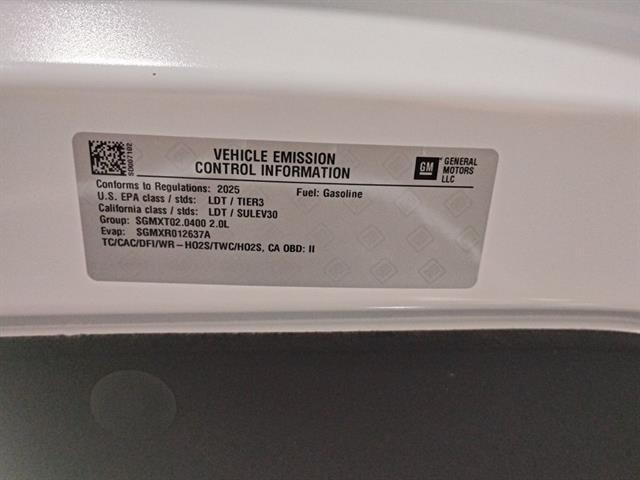 SD007102
VEHICLE EMISSION
CONTROL INFORMATION
GM
GENERAL
MOTORS
LLC
Conforms to Regulations: 2025 Fuel: Gasoline
U.S. EPA class / stds: LDT / TIER3
California class / stds: LDT / SULEV30
Group: SGMXT02.0400 2.0L
Evap: SGMXR012637A
TC/CAC/DFI/WR-HO2S/TWC/HO2S, CA OBD: II